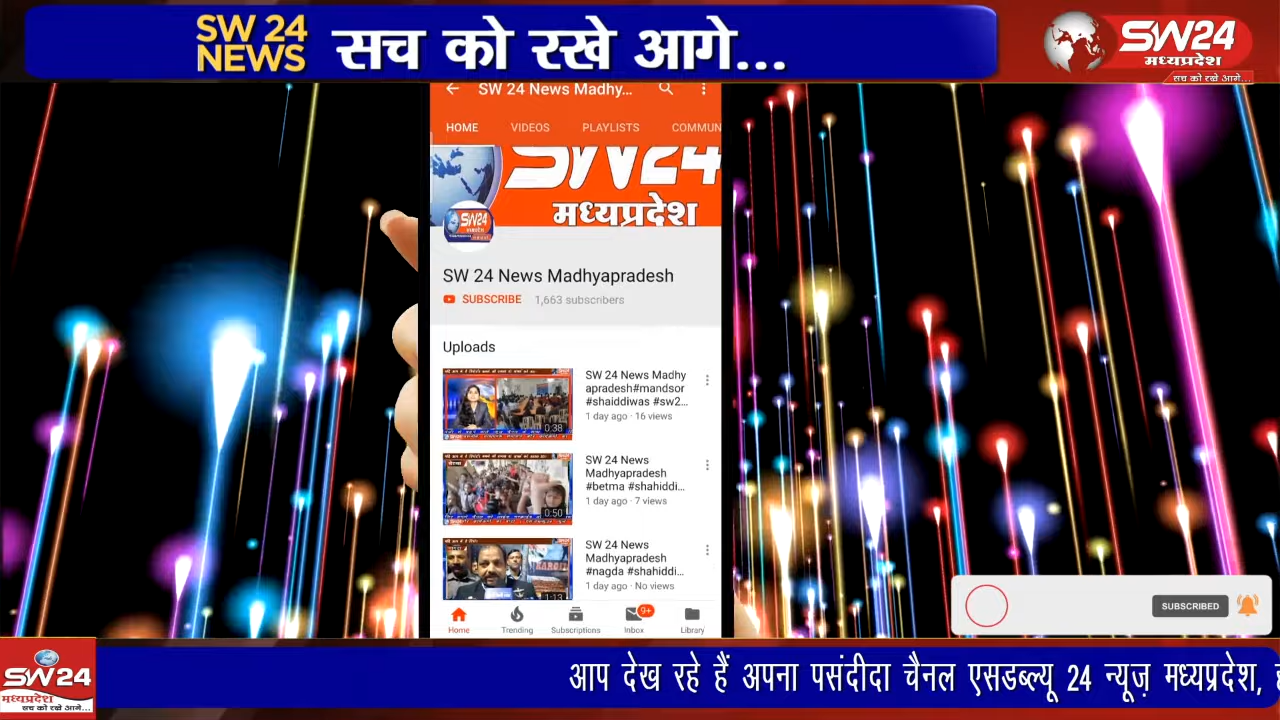 SW 24
NEWS
सच को रखे आगे...
SW24
मध्यप्रदेश
सच को रखे आगे...
SW 24 News Madhy...
HOME VIDEOS PLAYLISTS COMMUN
SW24
मध्यप्रदेश
SW24
SW 24 News Madhyapradesh
SUBSCRIBE 1,663 subscribers
Uploads
SW 24 News Madhy
apradesh#mandsor
#shaiddiwas #sw2...
1 day ago · 16 views
0:38
SW 24 News
Madhyapradesh
#betma #shahiddi...
1 day ago · 7 views
0:50
SW 24 News
Madhyapradesh
#nagda #shahiddi...
1 day ago · No views
1:13
9+
Home Trending Subscriptions Inbox Library
SUBSCRIBED
SW24
मध्यप्रदेश
सच को रखे आगे...
आप देख रहे हैं अपना पसंदीदा चैनल एसडब्ल्यू 24 न्यूज़ मध्यप्रदेश,